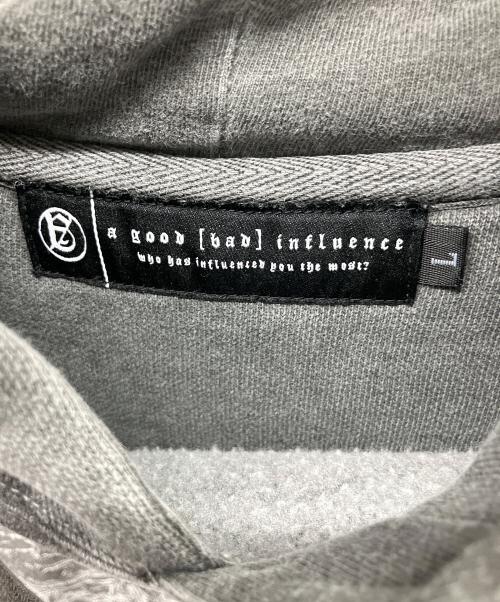 a good [bad] influence
who has influenced you the most?
L